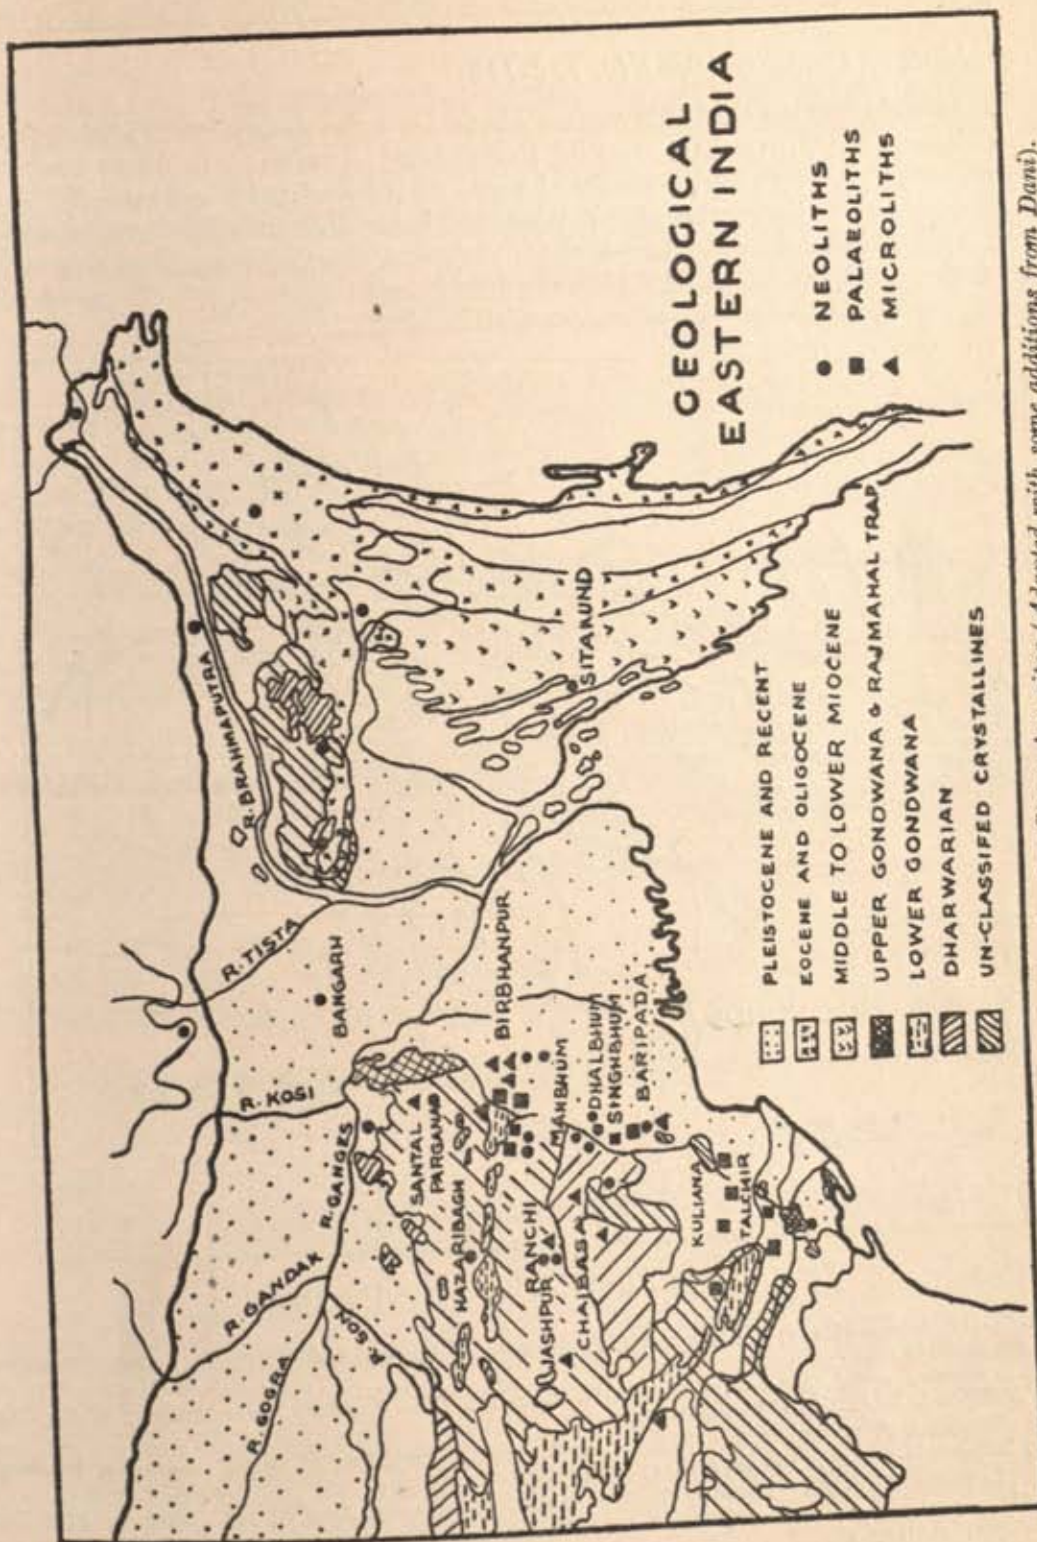 GEOLOGICAL
EASTERN INDIA
● NEOLITHS
■ PALAEOLITHS
▲ MICROLITHS
R. BRAHMAPUTRA
R. TISTA
BANGARH
R. KOSI
R. GANGES
R. GANDAK
R. GOGRA
R. SON
SITAKUND
BIRBHANPUR
SANTAL
PARGANAS
HAZARIBAGH
MANBHUM
DHALBHUM
SINGHBHUM
BARIPADA
RANCHI
JASHPUR
CHAIBASA
KULIANA
TALCHIR
PLEISTOCENE AND RECENT
EOCENE AND OLIGOCENE
MIDDLE TO LOWER MIOCENE
UPPER GONDWANA & RAJMAHAL TRAP
LOWER GONDWANA
DHARWARIAN
UN-CLASSIFED CRYSTALLINES
(Adapted with some additions from Dani).